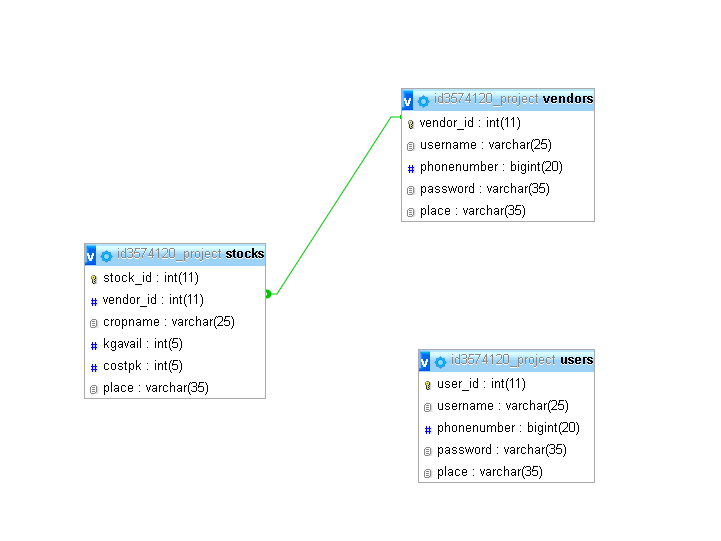 id3574120_project vendors
vendor_id : int(11)
username : varchar(25)
phonenumber : bigint(20)
password : varchar(35)
place : varchar(35)
id3574120_project stocks
stock_id : int(11)
vendor_id : int(11)
cropname : varchar(25)
kgavail : int(5)
costpk : int(5)
place : varchar(35)
id3574120_project users
user_id : int(11)
username : varchar(25)
phonenumber : bigint(20)
password : varchar(35)
place : varchar(35)